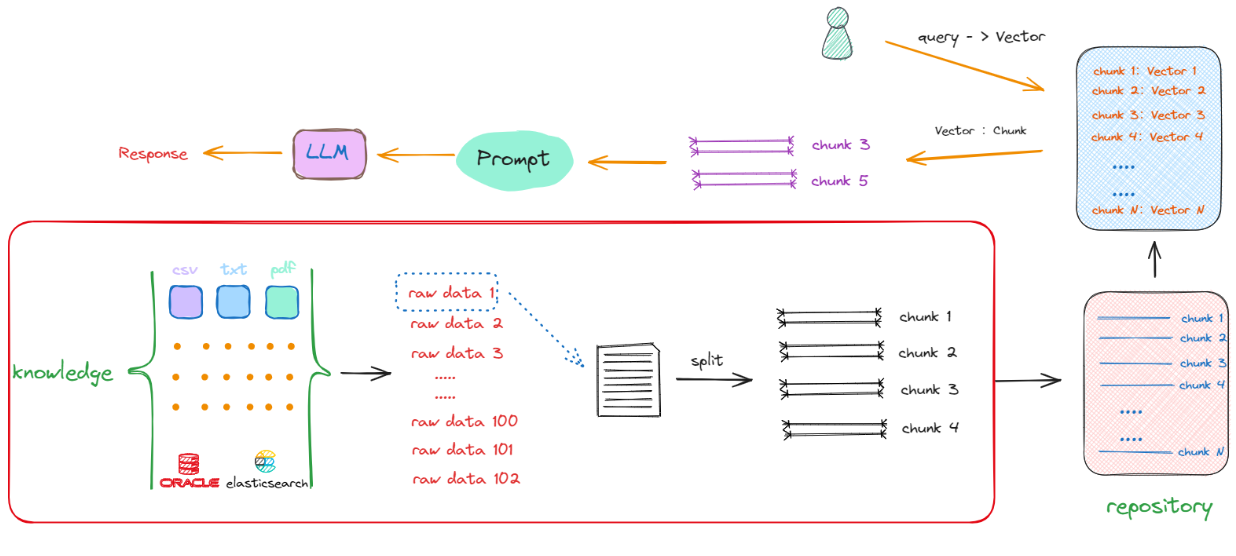 query - > Vector
chunk 1: Vector 1
chunk 2: Vector 2
chunk 3: Vector 3
chunk 4: Vector 4
....
....
chunk N: Vector N
Vector : Chunk
chunk 3
chunk 5
Prompt
LLM
Response
knowledge
csv
txt
pdf
ORACLE
elasticsearch
raw data 1
raw data 2
raw data 3
.....
.....
raw data 100
raw data 101
raw data 102
split
chunk 1
chunk 2
chunk 3
chunk 4
chunk 1
chunk 2
chunk 3
chunk 4
....
....
chunk N
repository